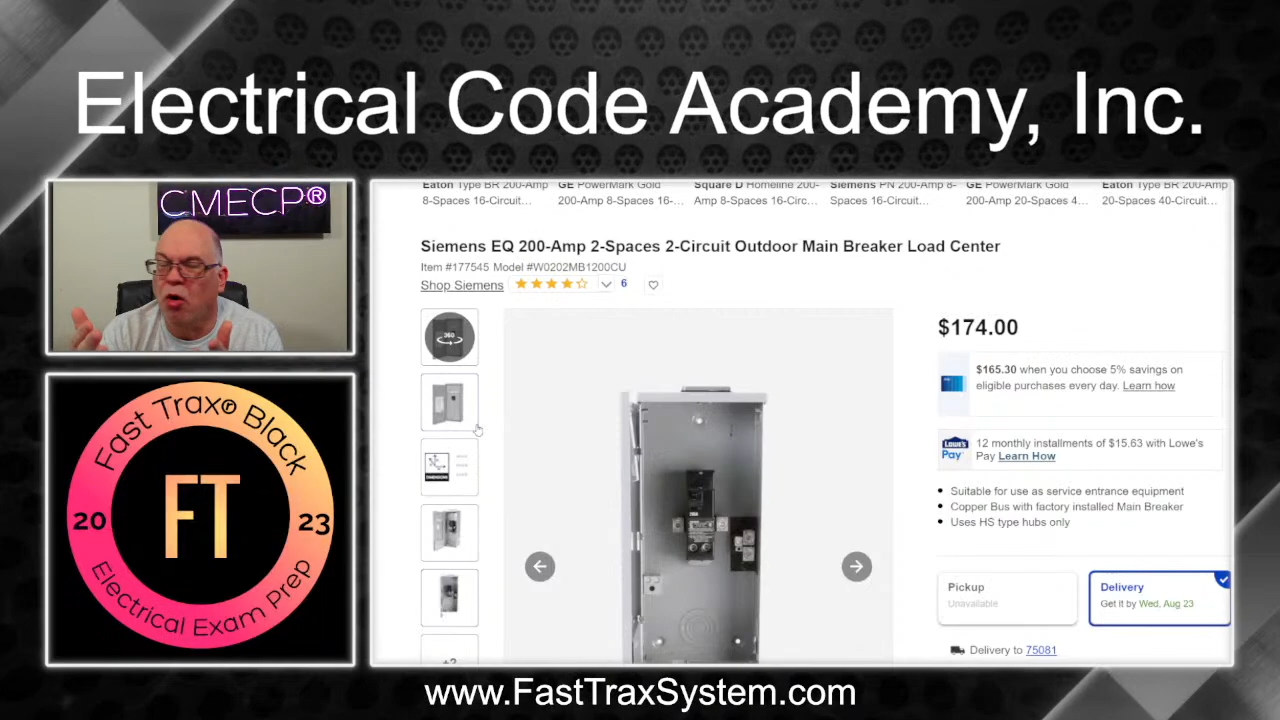 Electrical Code Academy, Inc.
CMECP®
Eaton Type BR 200-Amp
8-Spaces 16-Circuit...
GE PowerMark Gold
200-Amp 8-Spaces 16-...
Square D Homeline 200-
Amp 8-Spaces 16-Circ...
Siemens PN 200-Amp 8-
Spaces 16-Circuit...
GE PowerMark Gold
200-Amp 20-Spaces 4...
Eaton Type BR 200-Amp
20-Spaces 40-Circuit...
Siemens EQ 200-Amp 2-Spaces 2-Circuit Outdoor Main Breaker Load Center
Item #177545 Model #W0202MB1200CU
Shop Siemens
6
360
DIMENSIONS
+2
$174.00
$165.30 when you choose 5% savings on
eligible purchases every day. Learn how
Lowe's
Pay
12 monthly installments of $15.63 with Lowe's
Pay Learn How
Suitable for use as service entrance equipment
Copper Bus with factory installed Main Breaker
Uses HS type hubs only
Pickup
Unavailable
Delivery
Get it by Wed, Aug 23
Delivery to 75081
Fast Trax® Black
FT
20 23
Electrical Exam Prep
www.FastTraxSystem.com